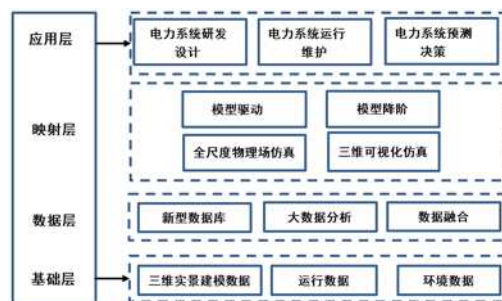 应用层
电力系统研发
设计
电力系统运行
维护
电力系统预测
决策
映射层
模型驱动
模型降阶
全尺度物理场仿真
三维可视化仿真
数据层
新型数据库
大数据分析
数据融合
基础层
三维实景建模数据
运行数据
环境数据